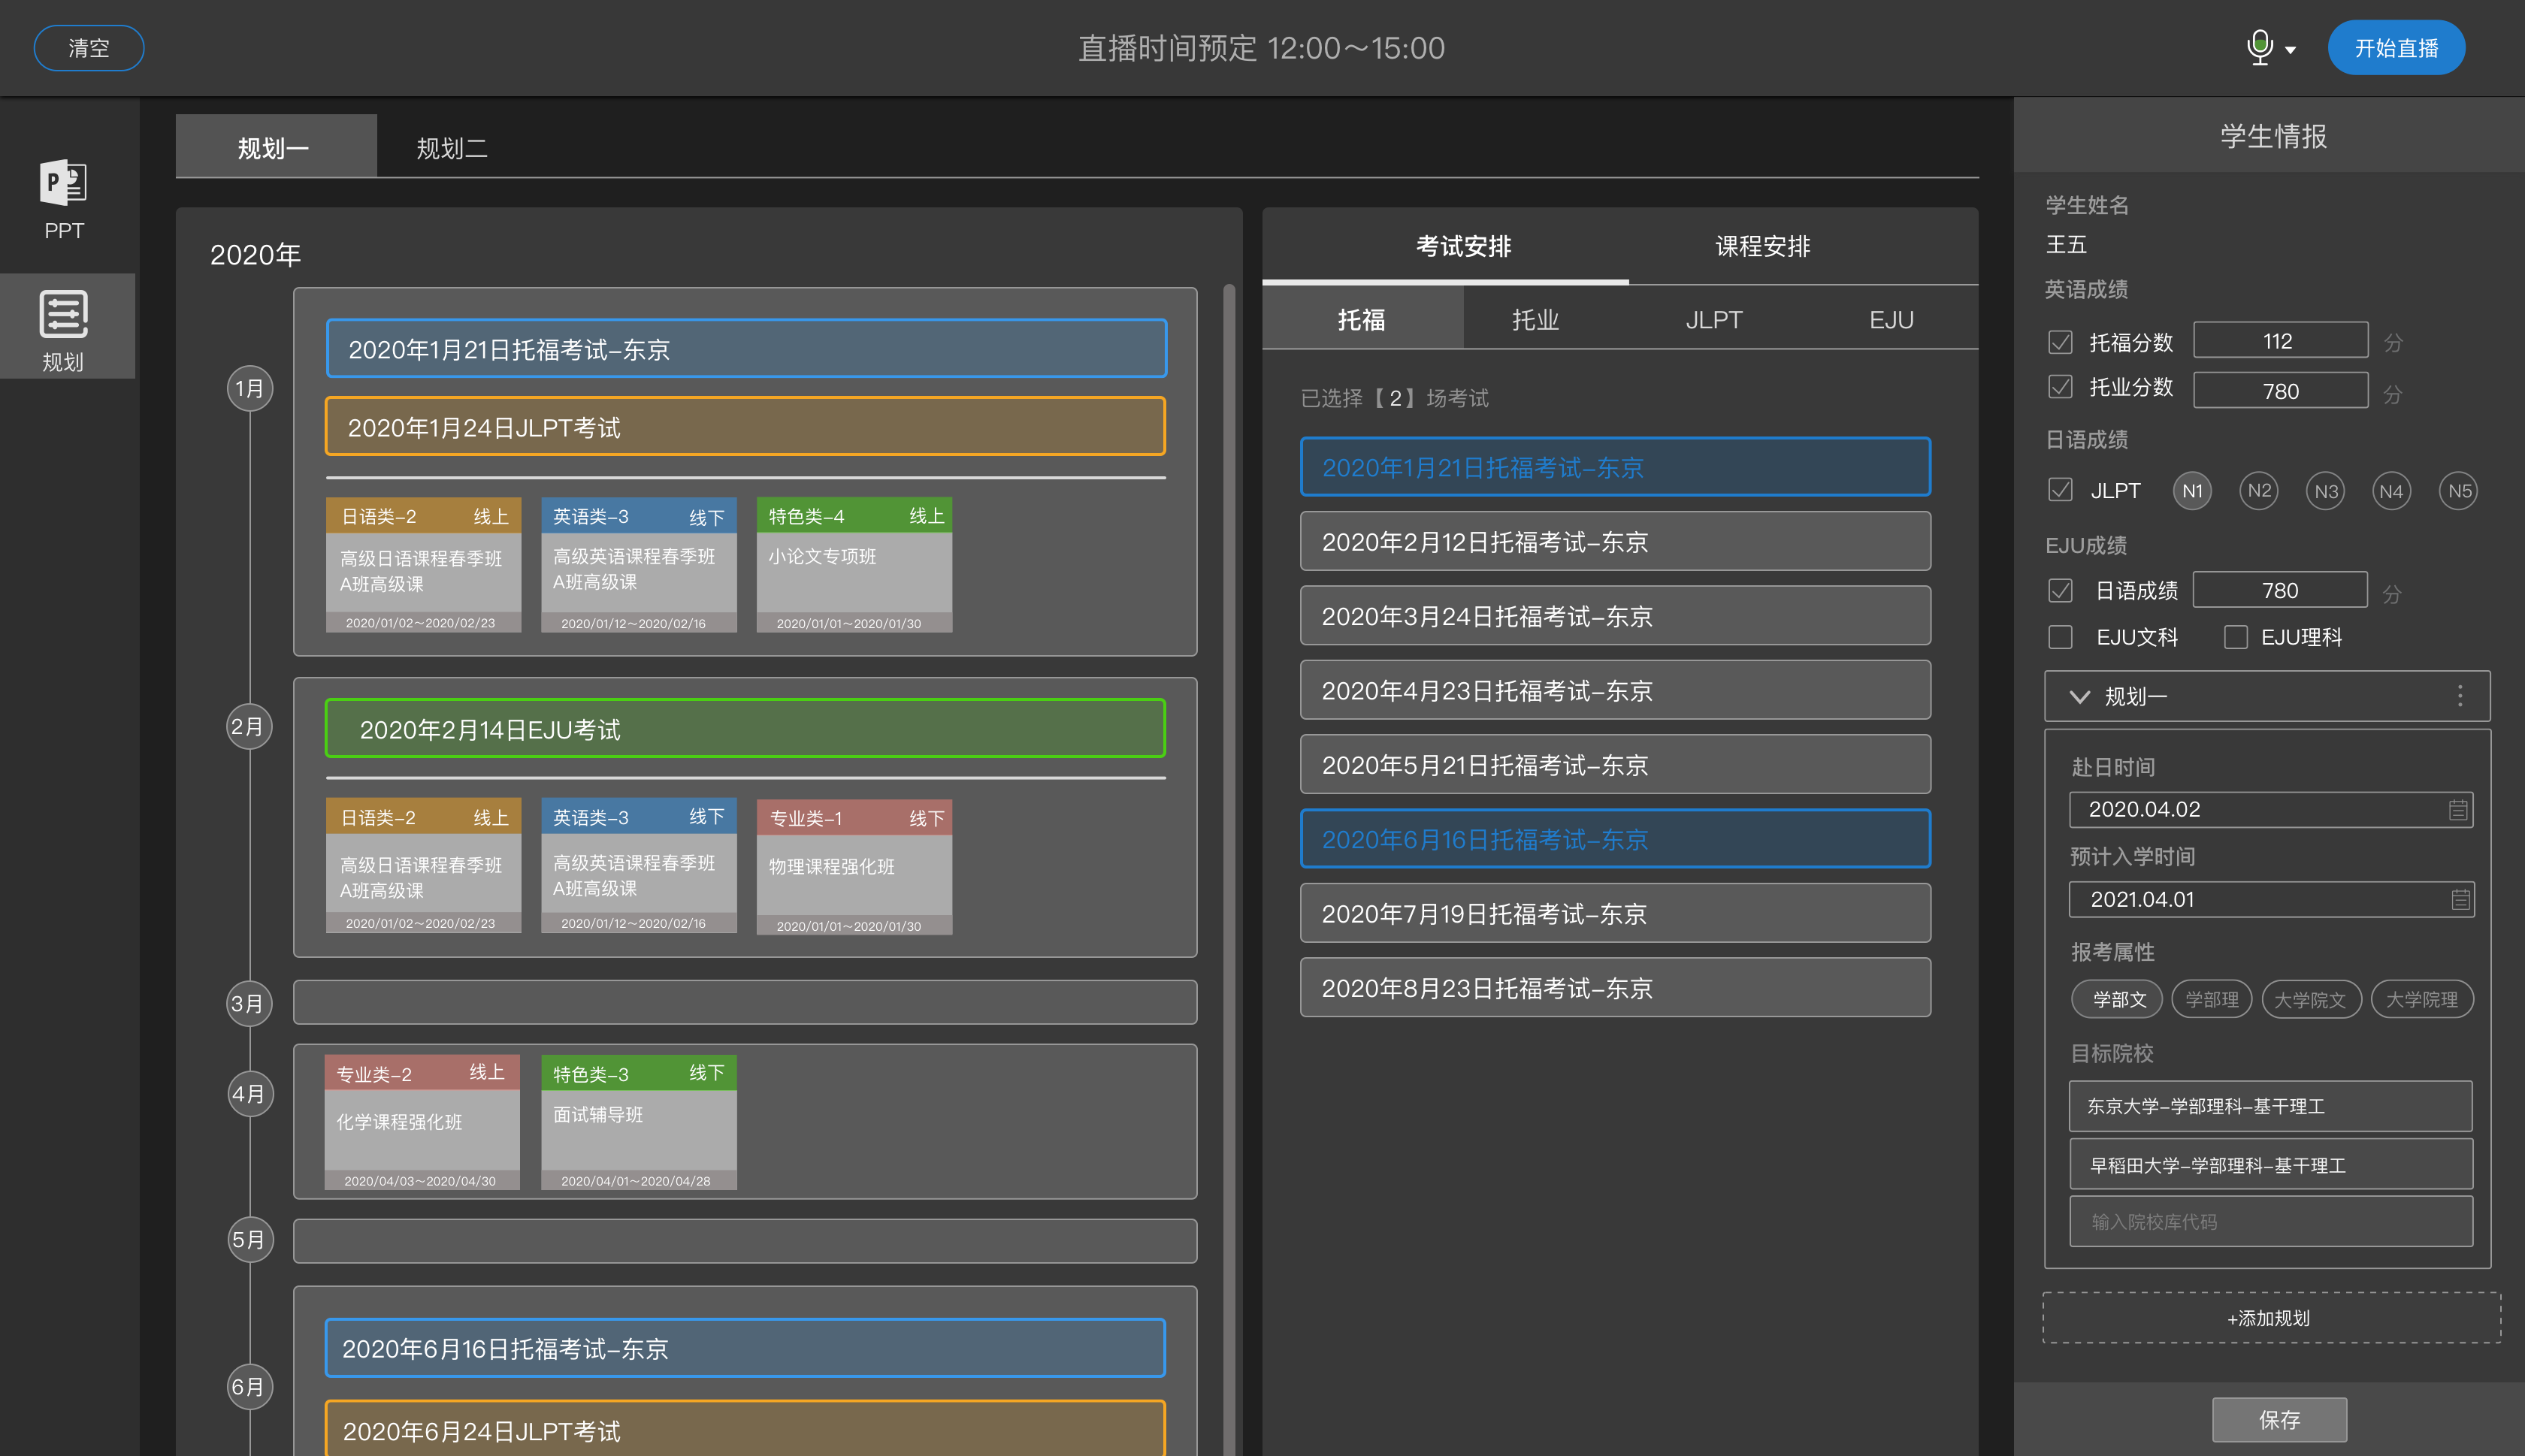 清空
直播时间预定 12:00～15:00
开始直播
PPT
规划
规划一
规划二
2020年
1月
2020年1月21日托福考试–东京
2020年1月24日JLPT考试
日语类–2 线上
高级日语课程春季班
A班高级课
2020/01/02～2020/02/23
英语类–3 线下
高级英语课程春季班
A班高级课
2020/01/12～2020/02/16
特色类–4 线上
小论文专项班
2020/01/01～2020/01/30
2月
2020年2月14日EJU考试
日语类–2 线上
高级日语课程春季班
A班高级课
2020/01/02～2020/02/23
英语类–3 线下
高级英语课程春季班
A班高级课
2020/01/12～2020/02/16
专业类–1 线下
物理课程强化班
2020/01/01～2020/01/30
3月
4月
专业类–2 线上
化学课程强化班
2020/04/03～2020/04/30
特色类–3 线下
面试辅导班
2020/04/01～2020/04/28
5月
6月
2020年6月16日托福考试–东京
2020年6月24日JLPT考试
考试安排
课程安排
托福
托业
JLPT
EJU
已选择【 2 】场考试
2020年1月21日托福考试–东京
2020年2月12日托福考试–东京
2020年3月24日托福考试–东京
2020年4月23日托福考试–东京
2020年5月21日托福考试–东京
2020年6月16日托福考试–东京
2020年7月19日托福考试–东京
2020年8月23日托福考试–东京
学生情报
学生姓名
王五
英语成绩
托福分数 112 分
托业分数 780 分
日语成绩
JLPT N1 N2 N3 N4 N5
EJU成绩
日语成绩 780 分
EJU文科 EJU理科
规划一
赴日时间
2020.04.02
预计入学时间
2021.04.01
报考属性
学部文 学部理 大学院文 大学院理
目标院校
东京大学–学部理科–基干理工
早稻田大学–学部理科–基干理工
输入院校库代码
+添加规划
保存